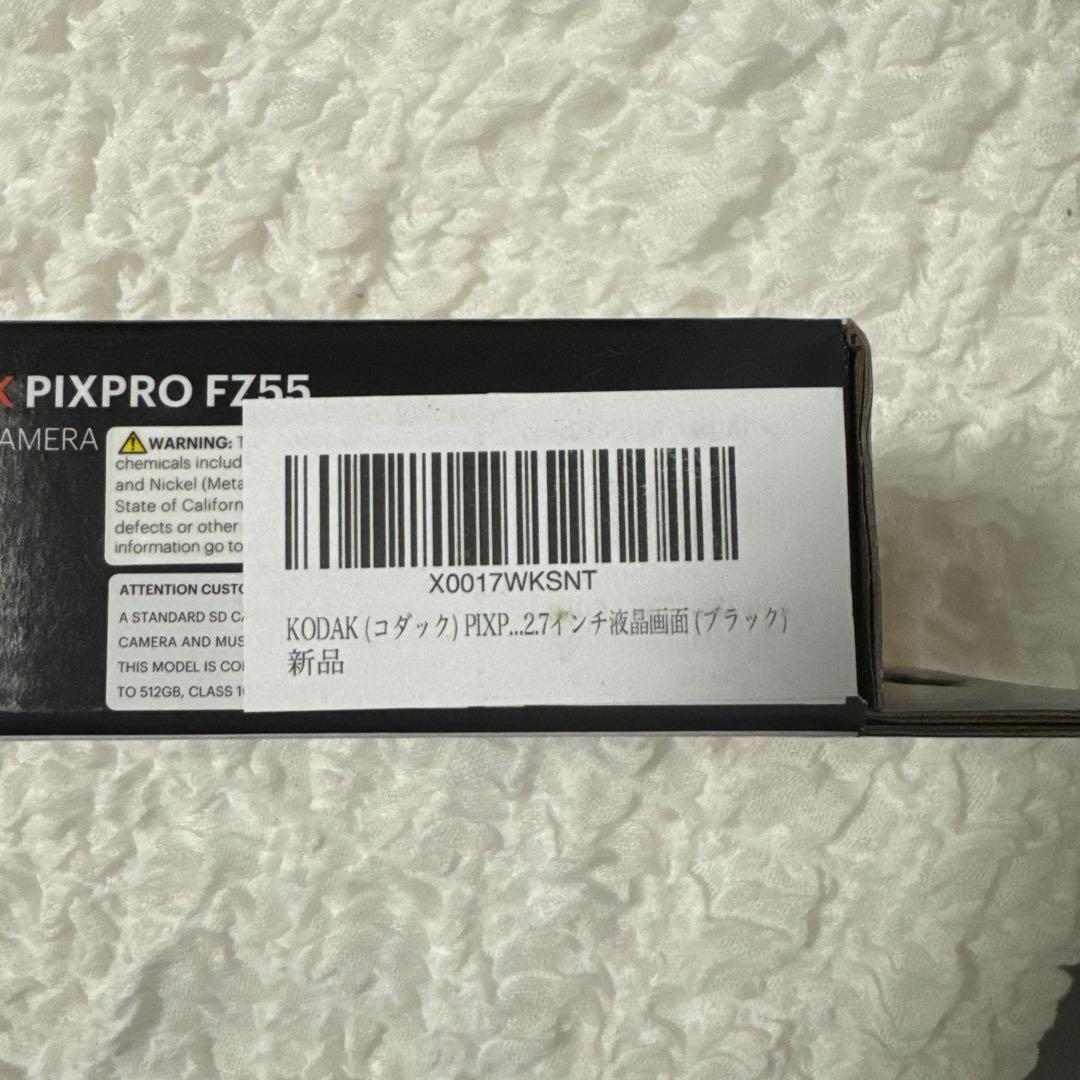 K PIXPRO FZ55
AMERA
WARNING: T
chemicals includ
and Nickel (Meta
State of Californ
defects or other
information go to
ATTENTION CUSTO
A STANDARD SD CA
CAMERA AND MUS
THIS MODEL IS CO
TO 512GB, CLASS 10
X0017WKSNT
KODAK (コダック) PIXP...2.7インチ液晶画面 (ブラック)
新品